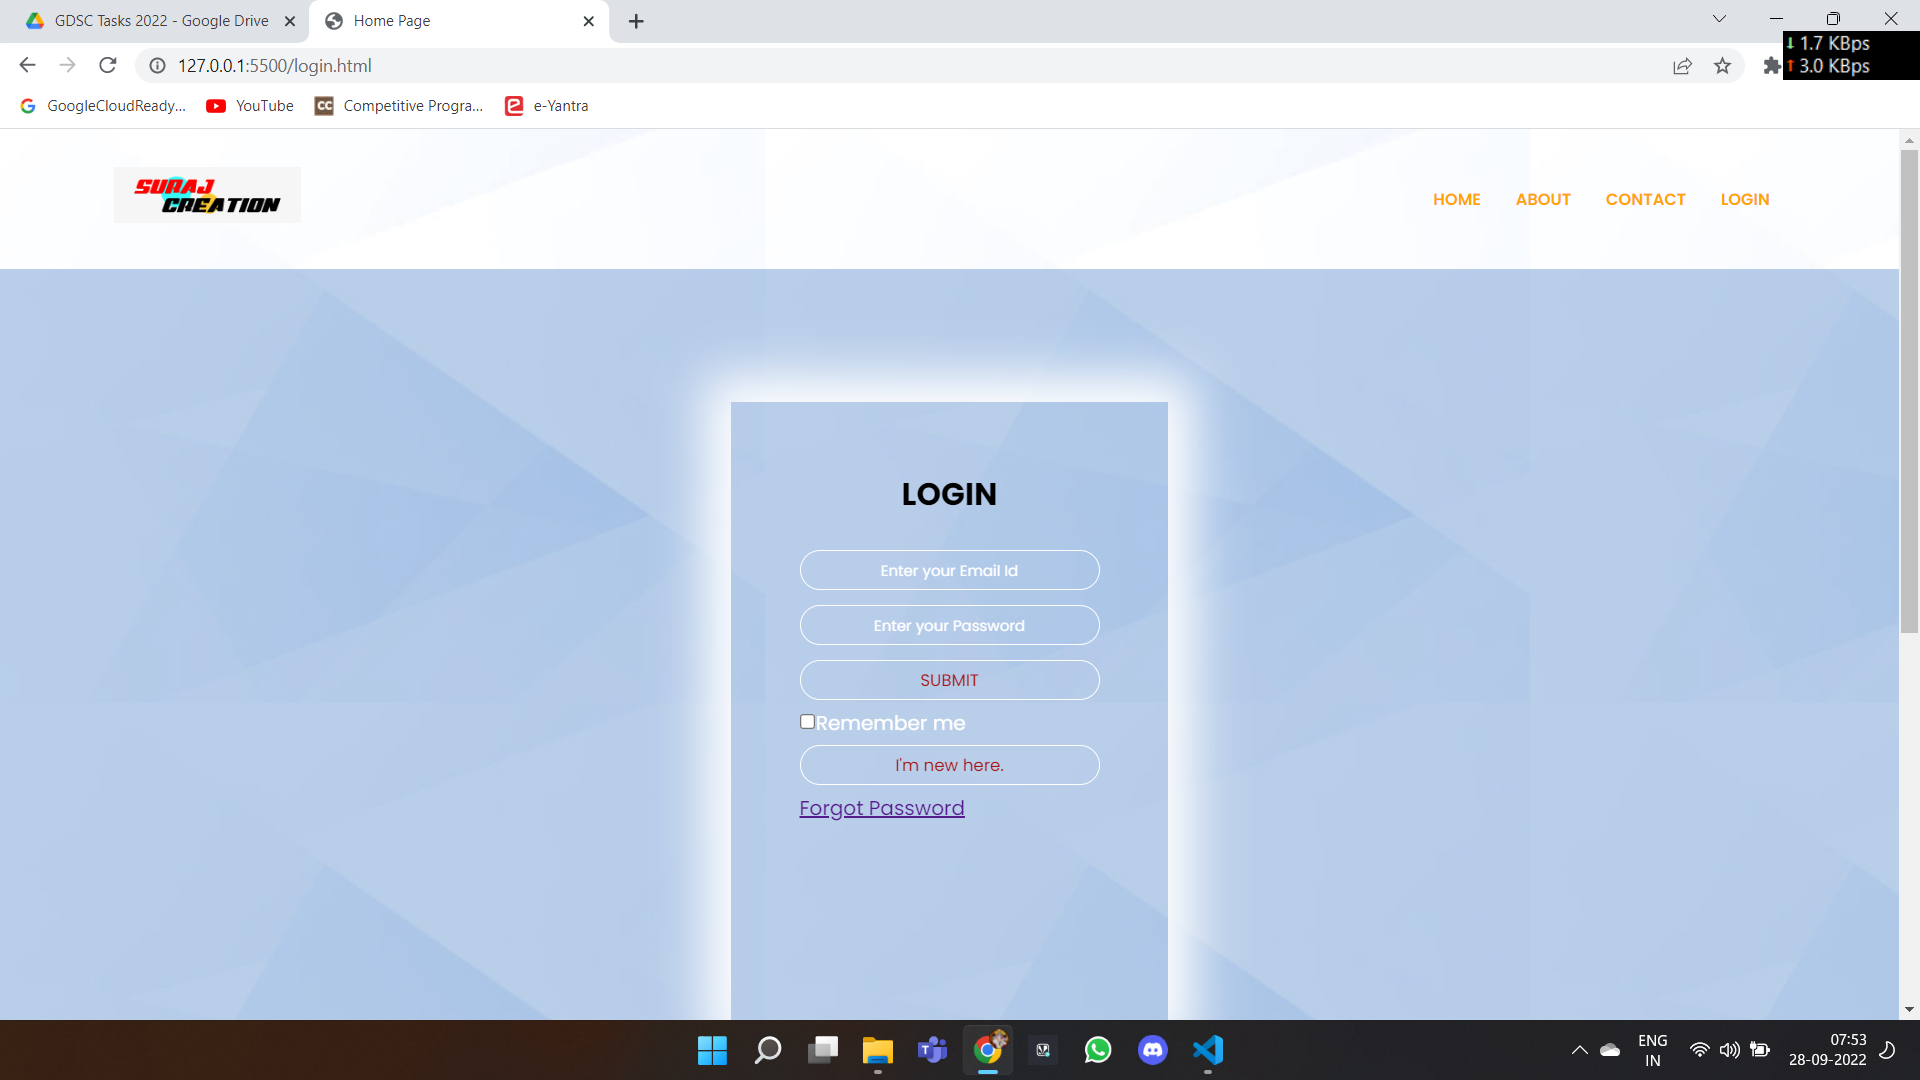 GDSC Tasks 2022 - Google Drive
Home Page
1.7 KBps
127.0.0.1:5500/login.html
3.0 KBps
GoogleCloudReady...
YouTube
CC
Competitive Progra...
e-Yantra
SURAJ
CREATION
HOME
ABOUT
CONTACT
LOGIN
LOGIN
Enter your Email Id
Enter your Password
SUBMIT
Remember me
I'm new here.
Forgot Password
ENG
IN
07:53
28-09-2022